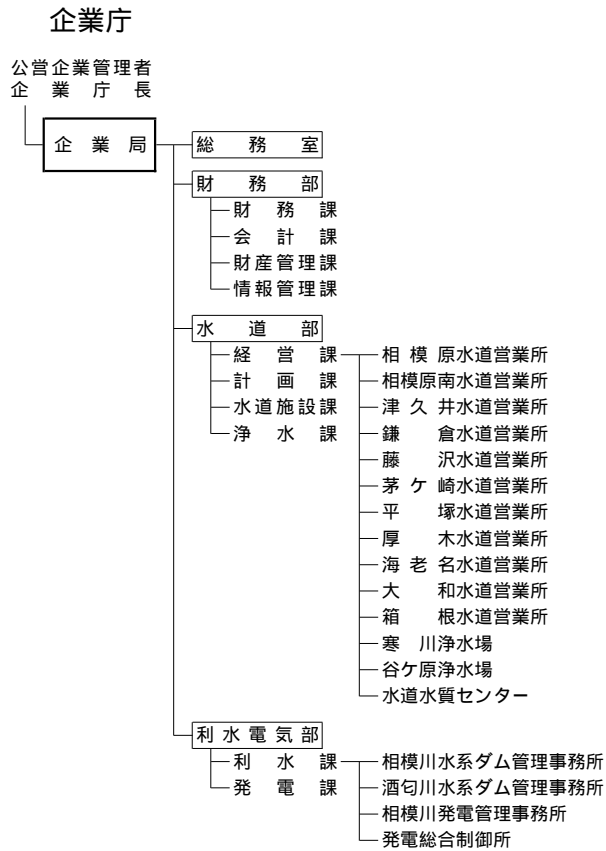 企業庁
公営企業管理者
企業庁長
企業局
総務室
財務部
財務課
会計課
財産管理課
情報管理課
水道部
経営課
相模原水道営業所
計画課
相模原南水道営業所
水道施設課
津久井水道営業所
浄水課
鎌倉水道営業所
藤沢水道営業所
茅ケ崎水道営業所
平塚水道営業所
厚木水道営業所
海老名水道営業所
大和水道営業所
箱根水道営業所
寒川浄水場
谷ケ原浄水場
水道水質センター
利水電気部
利水課
相模川水系ダム管理事務所
発電課
酒匂川水系ダム管理事務所
相模川発電管理事務所
発電総合制御所